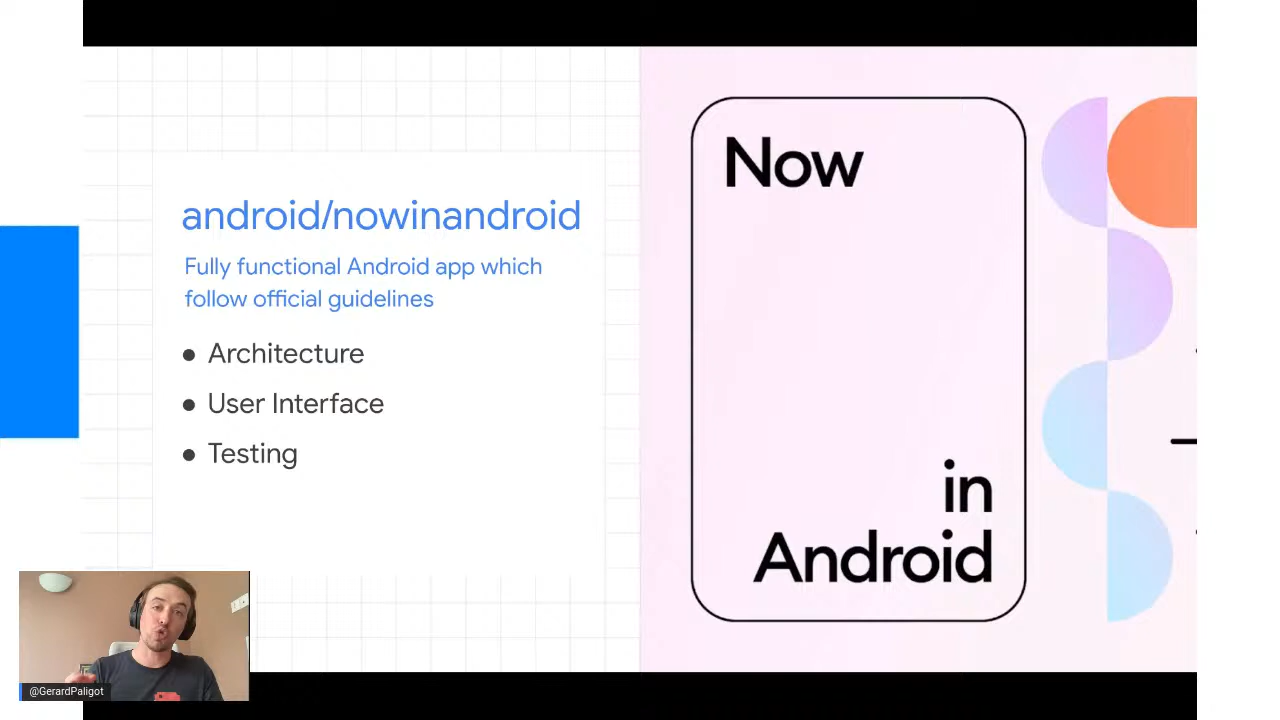 android/nowinandroid
Fully functional Android app which
follow official guidelines
● Architecture
● User Interface
● Testing
Now
in
Android
@GerardPaligot